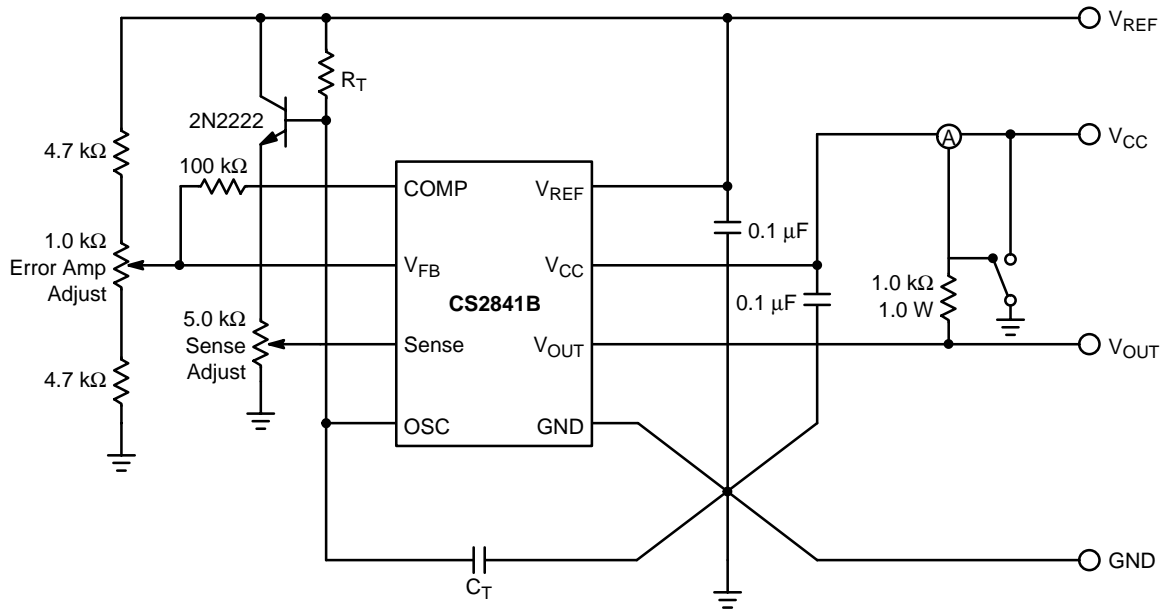 V_REF
R_T
2N2222
4.7 kΩ
100 kΩ
A
V_CC
COMP
V_REF
0.1 µF
1.0 kΩ
Error Amp
Adjust
V_FB
V_CC
CS2841B
0.1 µF
1.0 kΩ
1.0 W
5.0 kΩ
Sense
Adjust
Sense
V_OUT
V_OUT
4.7 kΩ
OSC
GND
C_T
GND